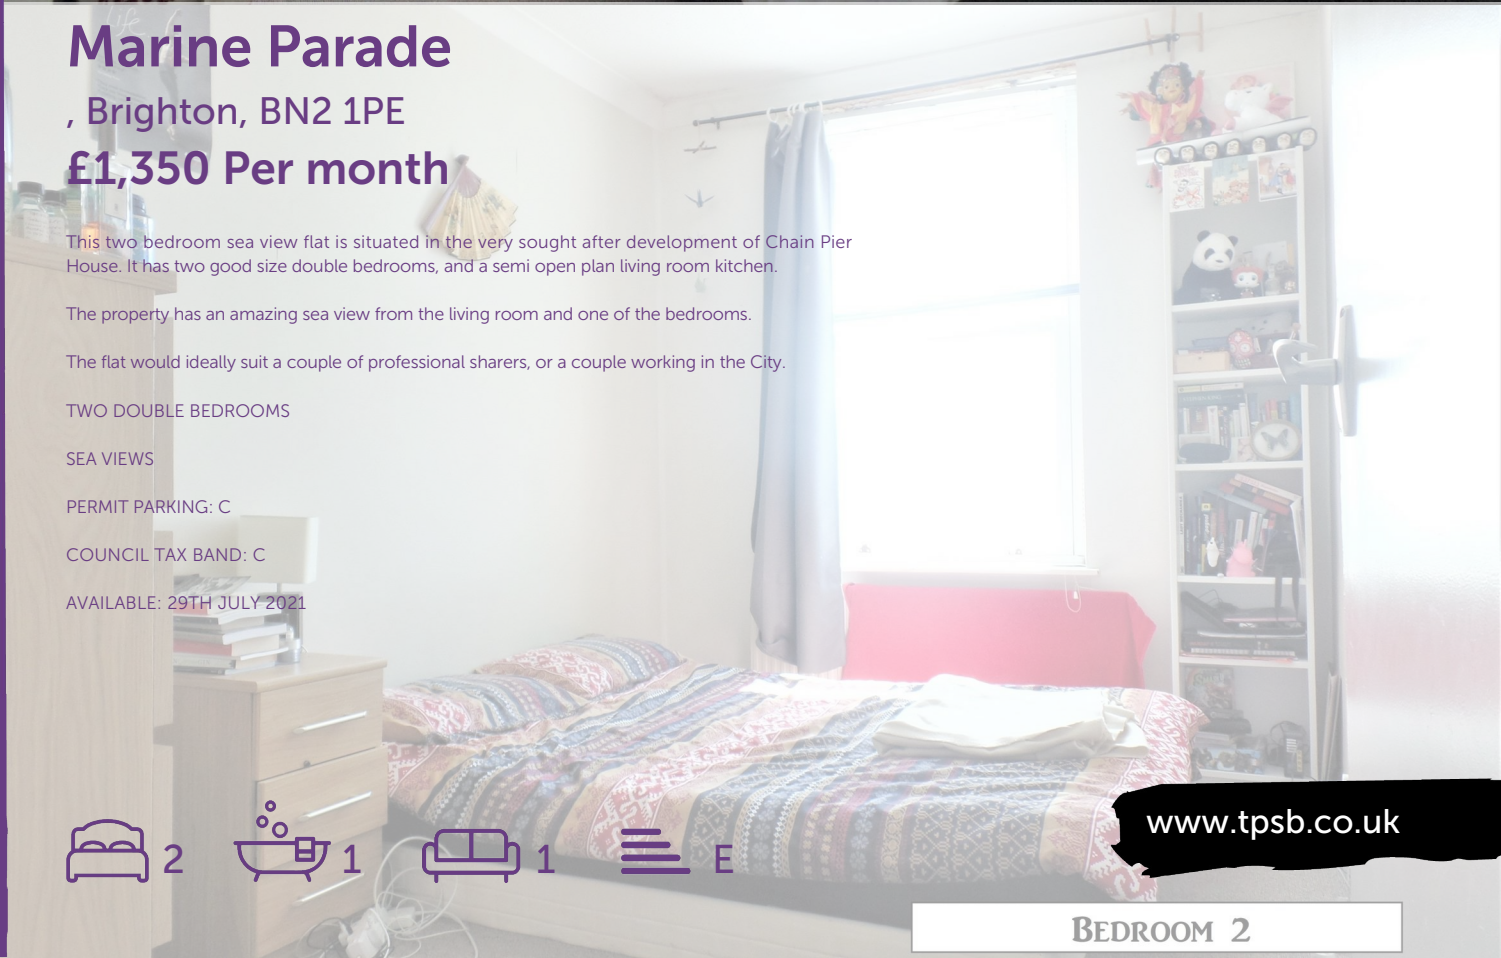 Marine Parade
, Brighton, BN2 1PE
£1,350 Per month
This two bedroom sea view flat is situated in the very sought after development of Chain Pier
House. It has two good size double bedrooms, and a semi open plan living room kitchen.
The property has an amazing sea view from the living room and one of the bedrooms.
The flat would ideally suit a couple of professional sharers, or a couple working in the City.
TWO DOUBLE BEDROOMS
SEA VIEWS
PERMIT PARKING: C
COUNCIL TAX BAND: C
AVAILABLE: 29TH JULY 2021
2 1 1 E
www.tpsb.co.uk
BEDROOM 2